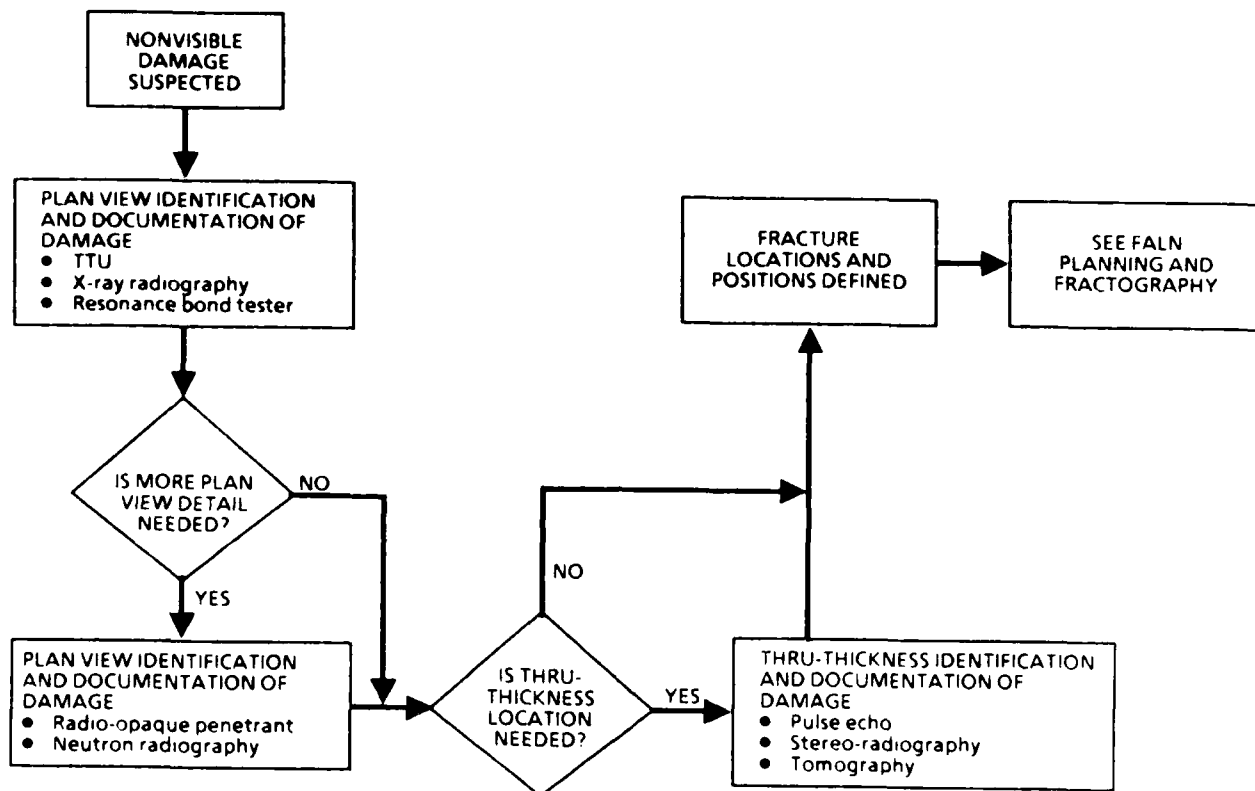 NONVISIBLE
DAMAGE
SUSPECTED
PLAN VIEW IDENTIFICATION
AND DOCUMENTATION OF
DAMAGE
● TTU
● X-ray radiography
● Resonance bond tester
IS MORE PLAN
VIEW DETAIL
NEEDED?
NO
YES
PLAN VIEW IDENTIFICATION
AND DOCUMENTATION OF
DAMAGE
● Radio-opaque penetrant
● Neutron radiography
IS THRU-
THICKNESS
LOCATION
NEEDED?
NO
YES
THRU-THICKNESS IDENTIFICATION
AND DOCUMENTATION OF
DAMAGE
● Pulse echo
● Stereo-radiography
● Tomography
FRACTURE
LOCATIONS AND
POSITIONS DEFINED
SEE FALN
PLANNING AND
FRACTOGRAPHY